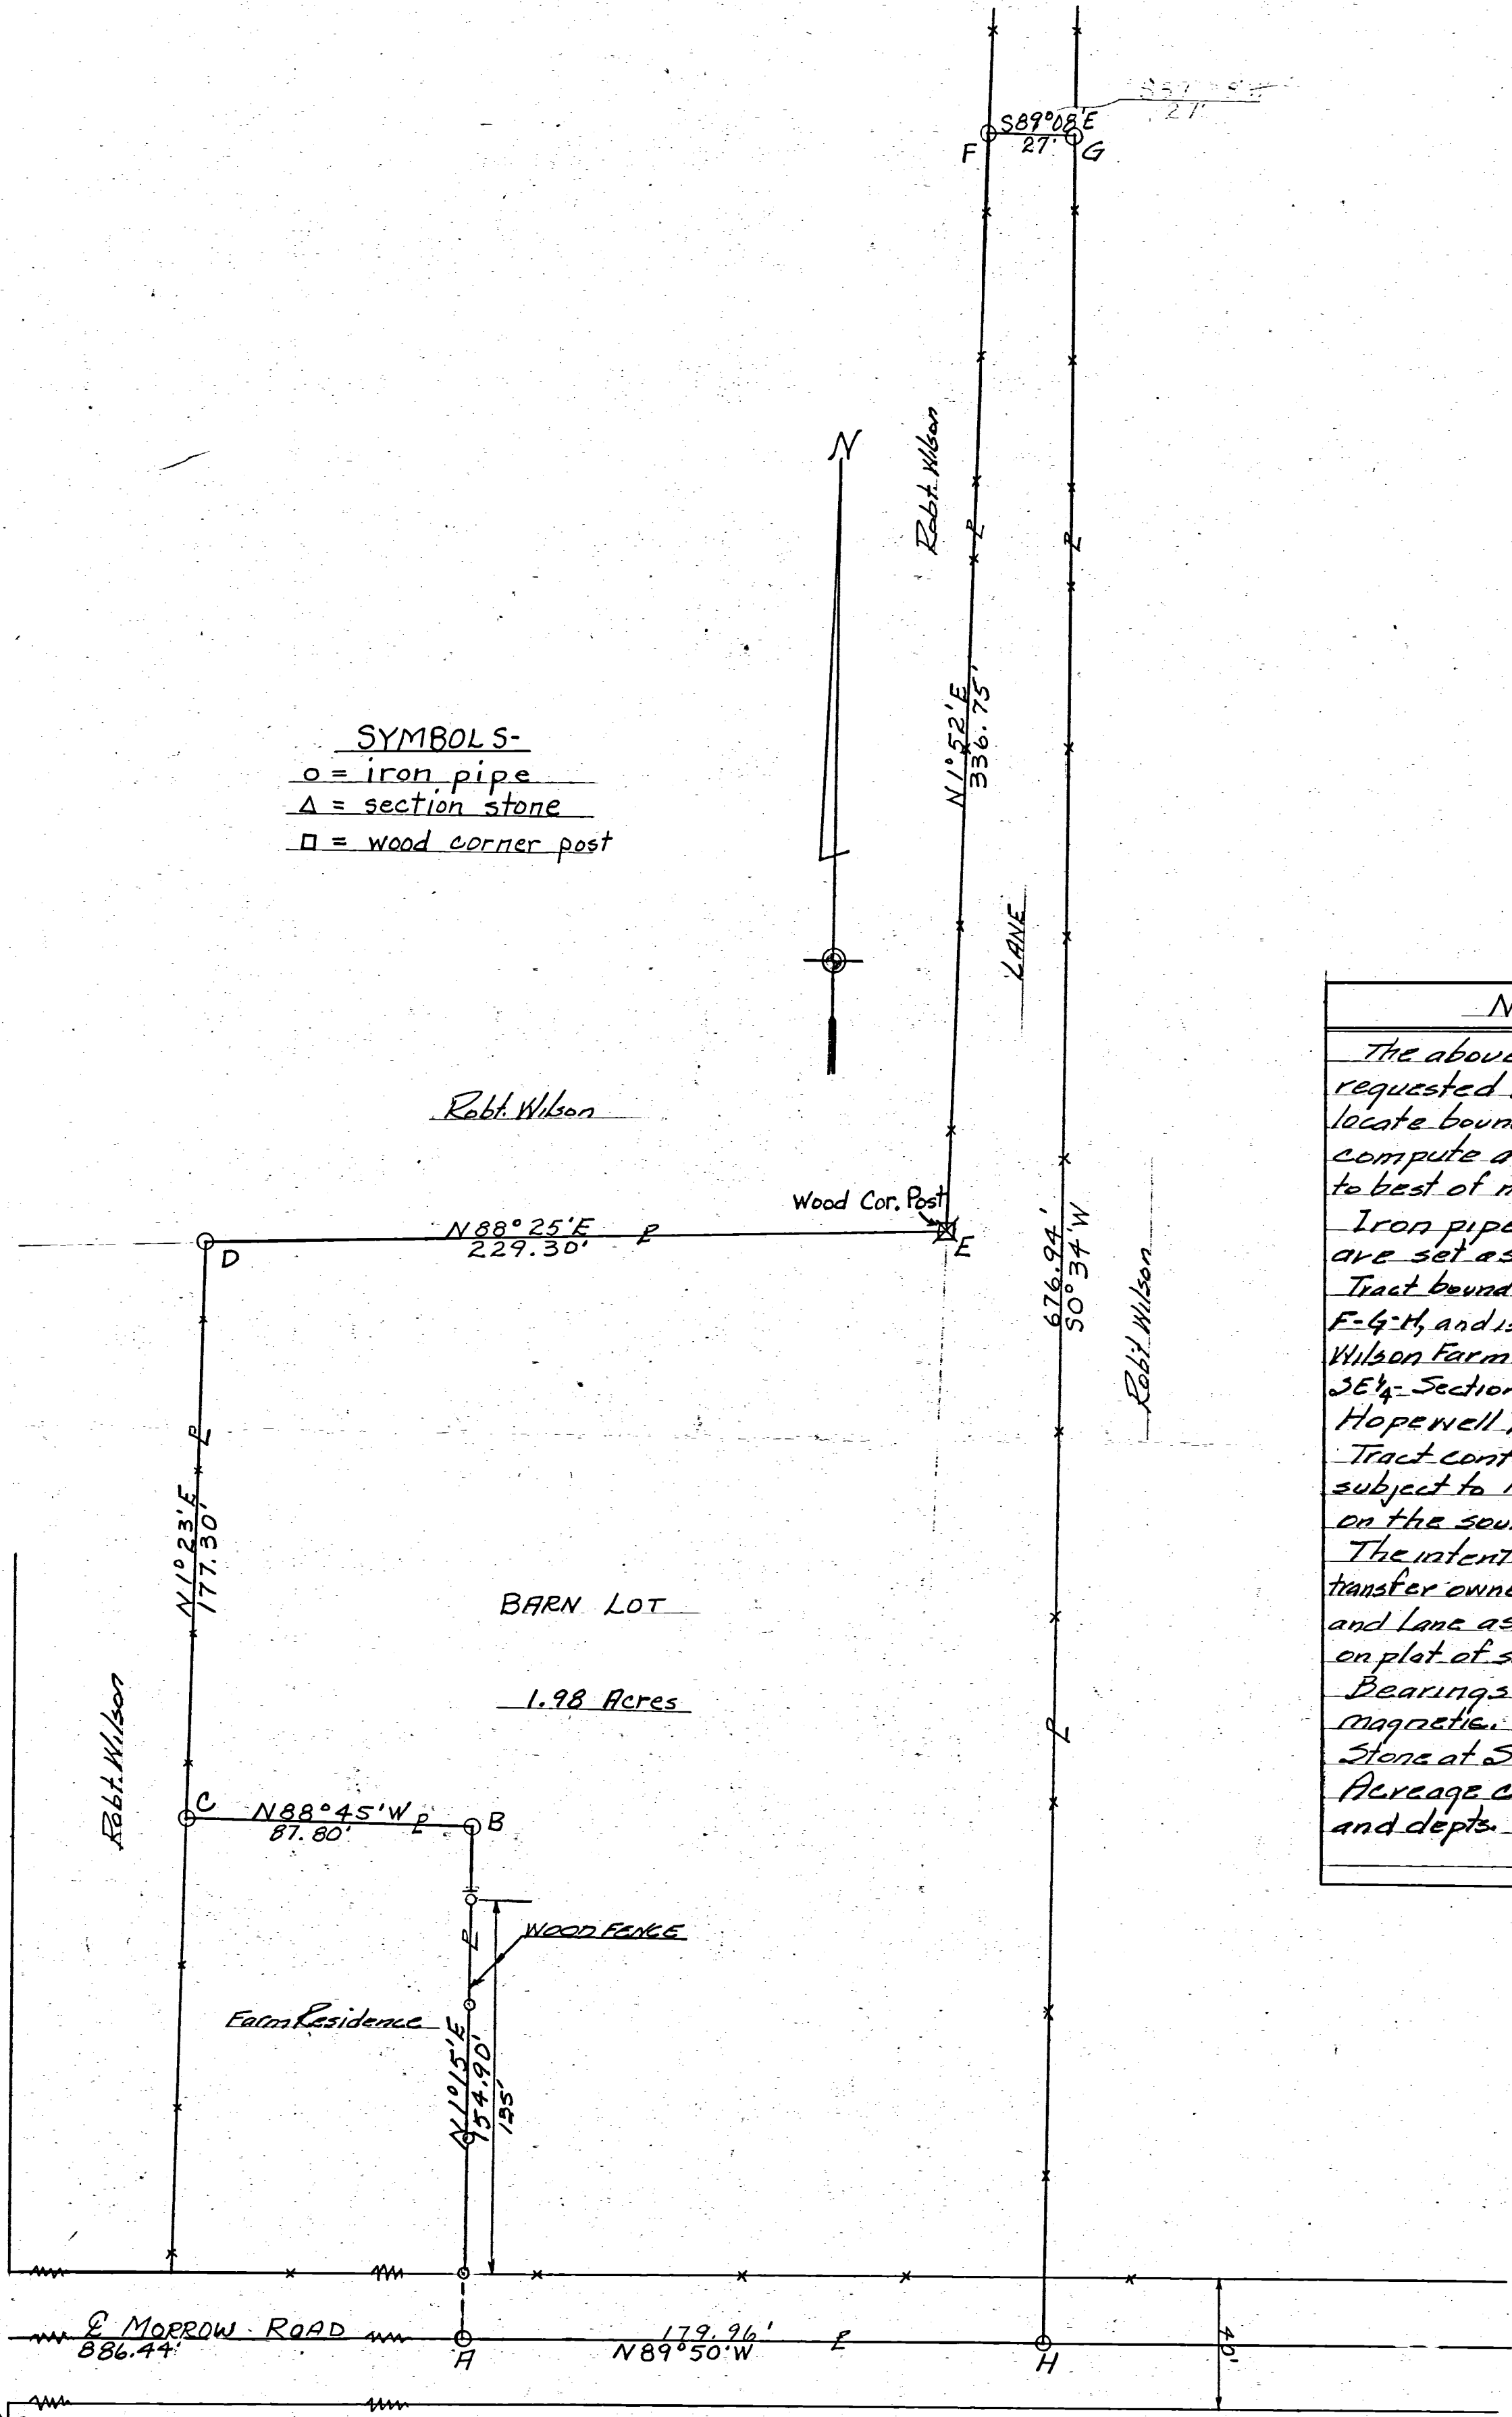 S89°08'E
27'
27'
F
G
N
Robt. Wilson
N1°52'E
336.75'
SYMBOLS-
o = iron pipe
Δ = section stone
□ = wood corner post
LANE
Robt. Wilson
Wood Cor. Post
N88°25'E
229.30'
D
E
676.94'
S0°34'W
Robt. Wilson
N
The above
requested
locate boun
compute a
to best of m
Iron pipe
are set as
Tract bound
F-G-H, and is
Wilson Farm
SE¼-Section
Hopewell
Tract cont
subject to
on the sou
The intent
transfer owne
and Lane as
on plat of s
Bearings
magnetic.
Stone at S
Acreage c
and depts.
N1°23'E
177.30'
BARN LOT
1.98 Acres
Robt. Wilson
C
N88°45'W
87.80'
B
WOOD FENCE
Farm Residence
N1°15'E
154.90'
135'
℄ MORROW ROAD
886.44'
A
179.96'
N89°50'W
H
40'